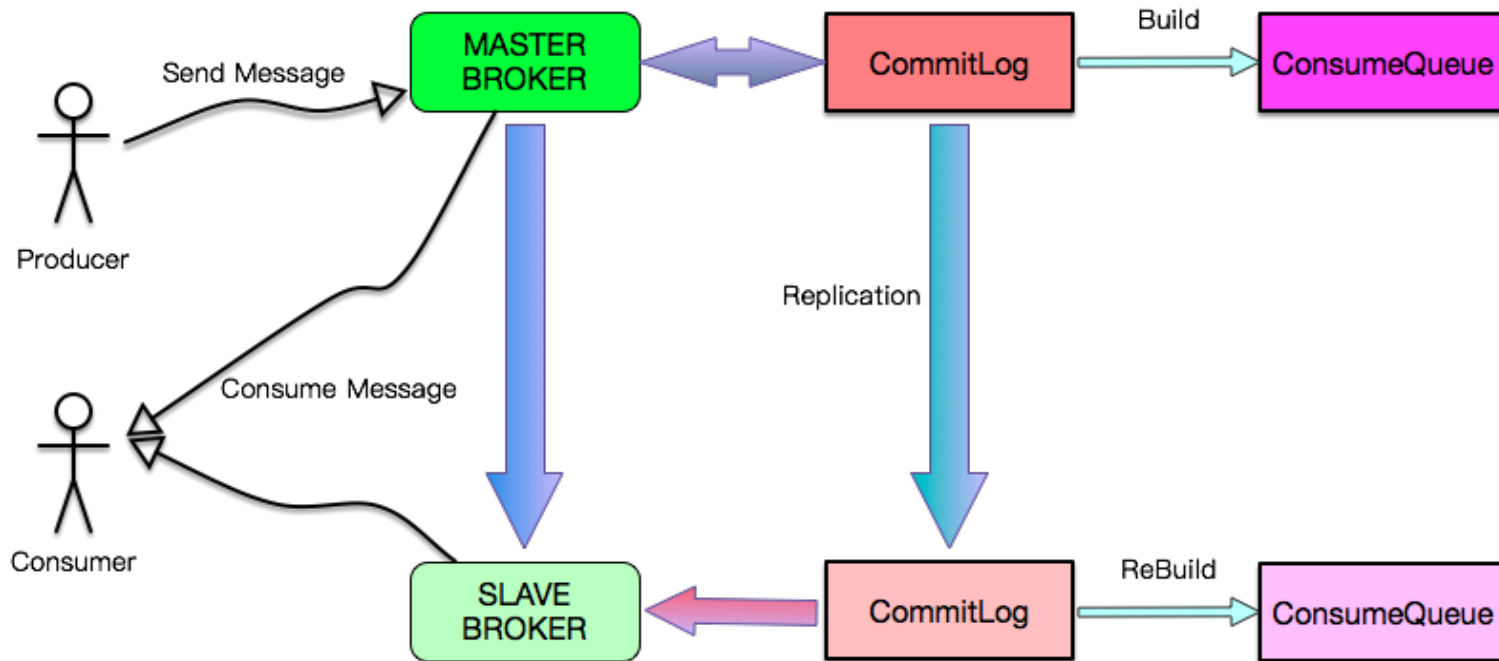 MASTER
BROKER
CommitLog
Build
ConsumeQueue
Send Message
Producer
Replication
Consume Message
Consumer
SLAVE
BROKER
CommitLog
ReBuild
ConsumeQueue